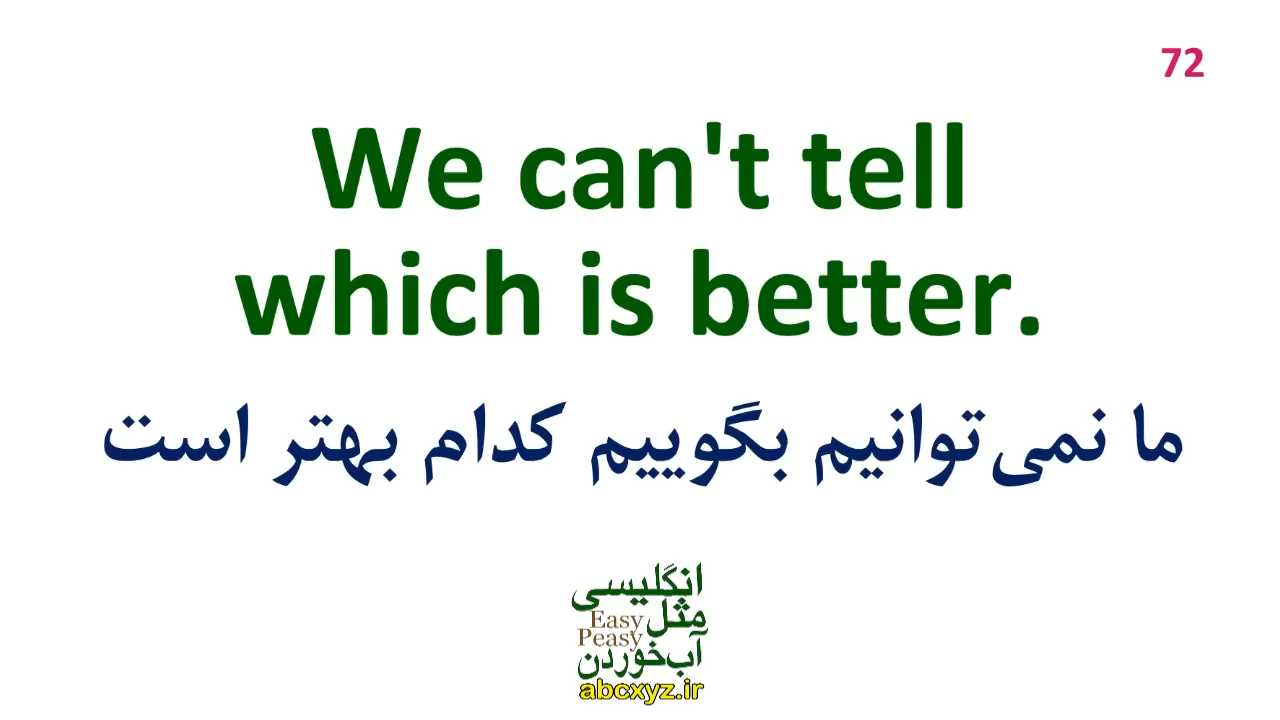 72
We can't tell
which is better.
ما نمی‌توانیم بگوییم کدام بهتر است
انگلیسی
مثل
Easy
Peasy
آب‌خوردن
abcxyz.ir